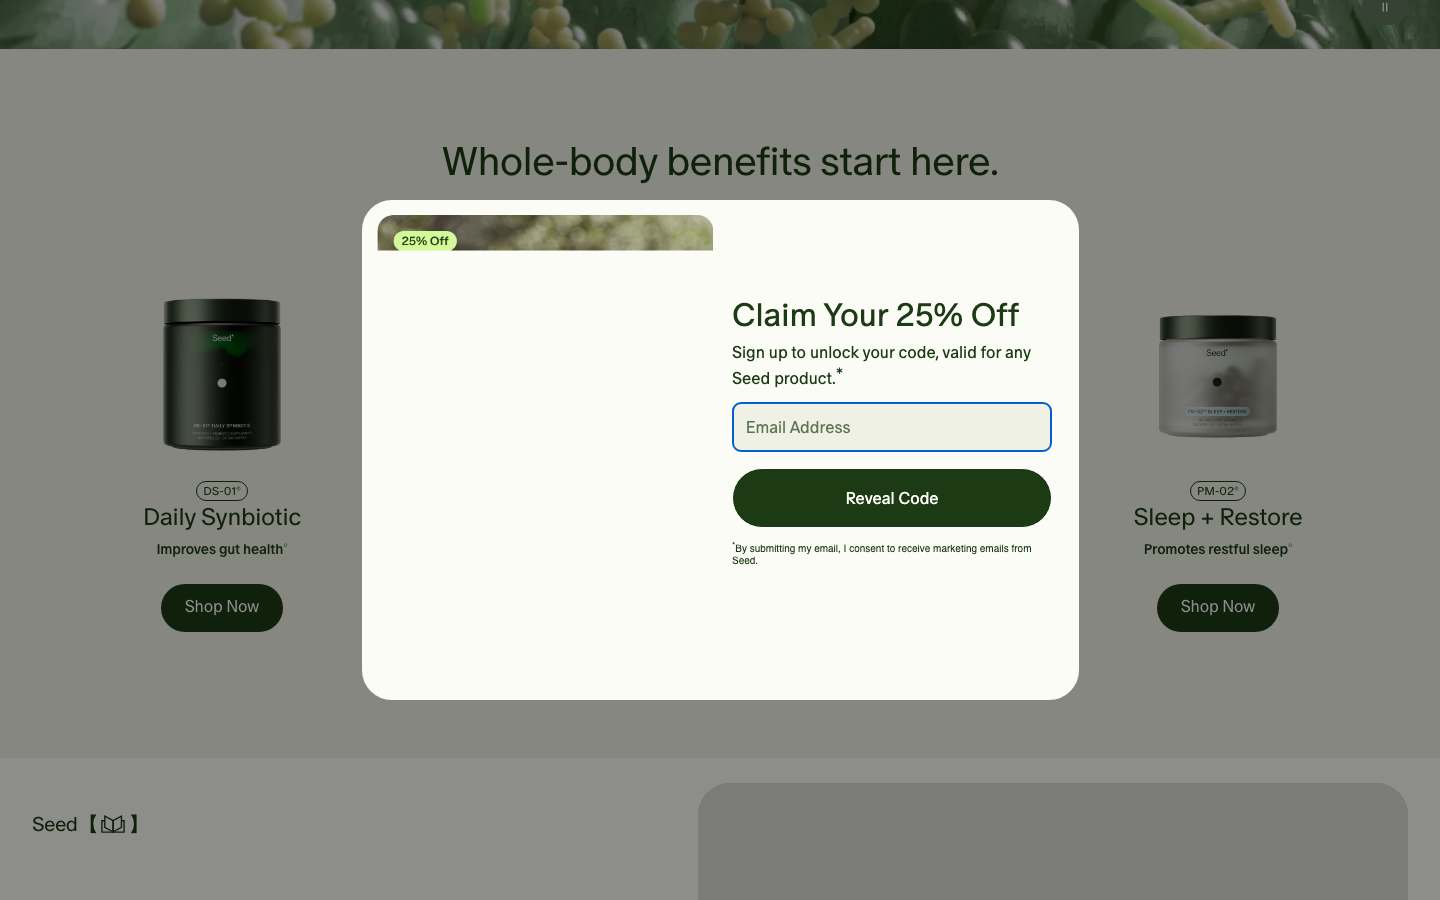 Whole-body benefits start here.
25% Off
Claim Your 25% Off
Sign up to unlock your code, valid for any
Seed product.*
Email Address
Reveal Code
*By submitting my email, I consent to receive marketing emails from
Seed.
Seed
DS-01®
Daily Synbiotic
Improves gut health◊
Shop Now
Seed
PM-02®
Sleep + Restore
Promotes restful sleep◊
Shop Now
Seed【 】